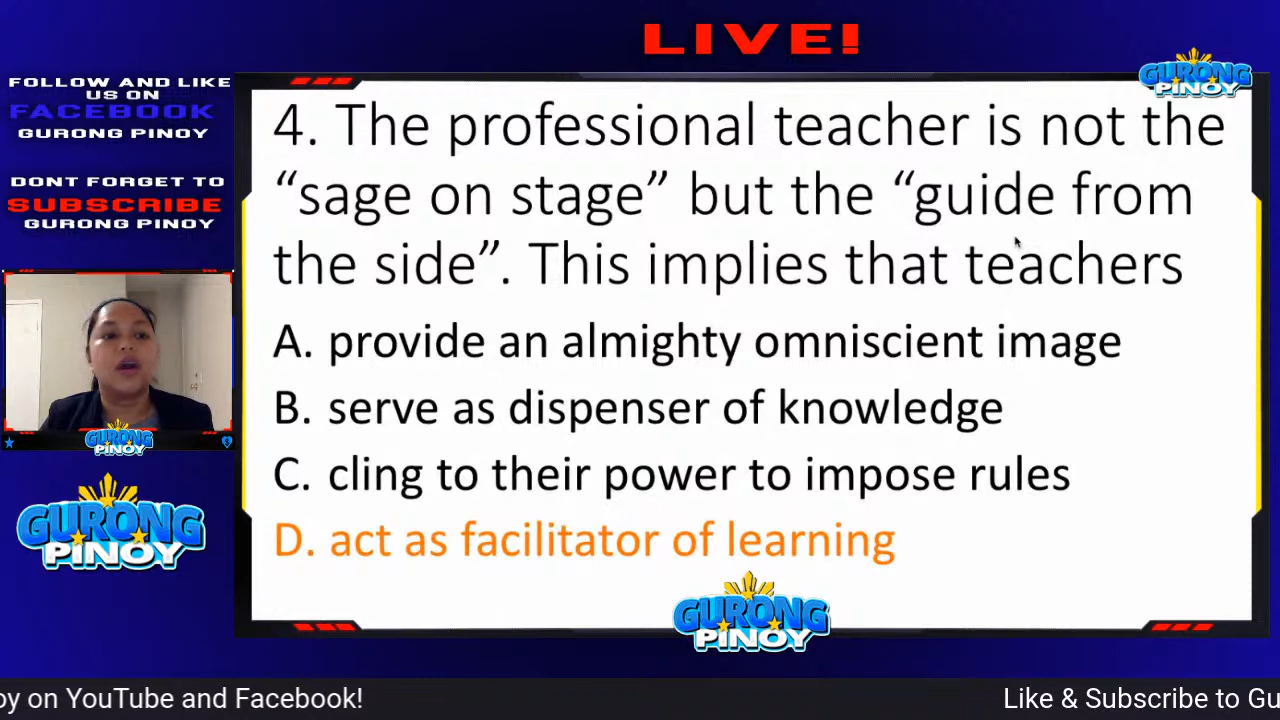 LIVE!
FOLLOW AND LIKE
US ON
FACEBOOK
GURONG PINOY
DONT FORGET TO
SUBSCRIBE
GURONG PINOY
GURONG
PINOY
4. The professional teacher is not the
“sage on stage” but the “guide from
the side”. This implies that teachers
A. provide an almighty omniscient image
B. serve as dispenser of knowledge
C. cling to their power to impose rules
D. act as facilitator of learning
GURONG
PINOY
GURONG
PINOY
GURONG
PINOY
oy on YouTube and Facebook!
Like & Subscribe to Gu